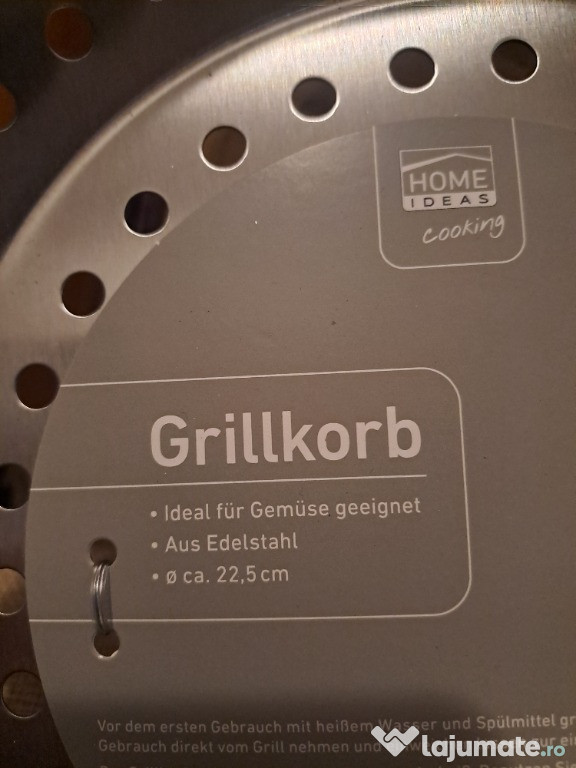 HOME
IDEAS
cooking
Grillkorb
• Ideal für Gemüse geeignet
• Aus Edelstahl
• ø ca. 22,5 cm
Vor dem ersten Gebrauch mit heißem Wasser und Spülmittel
Gebrauch direkt vom Grill nehmen und
lajumate.ro